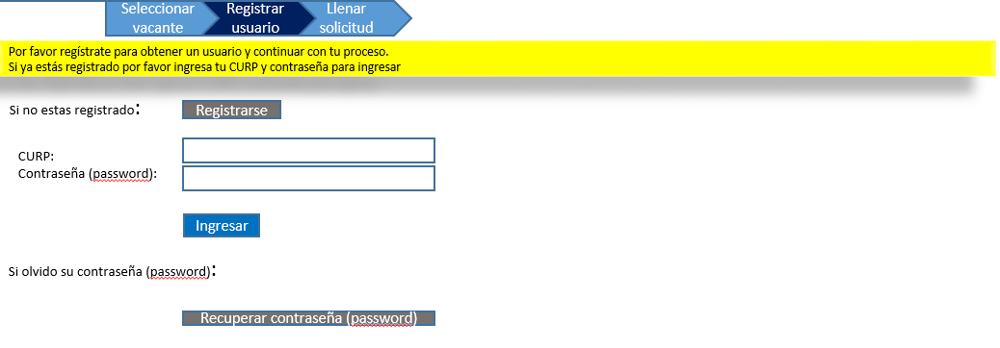 Seleccionar
vacante
Registrar
usuario
Llenar
solicitud
Por favor regístrate para obtener un usuario y continuar con tu proceso.
Si ya estás registrado por favor ingresa tu CURP y contraseña para ingresar
Si no estas registrado:
Registrarse
CURP:
Contraseña (password):
Ingresar
Si olvido su contraseña (password):
Recuperar contraseña (password)